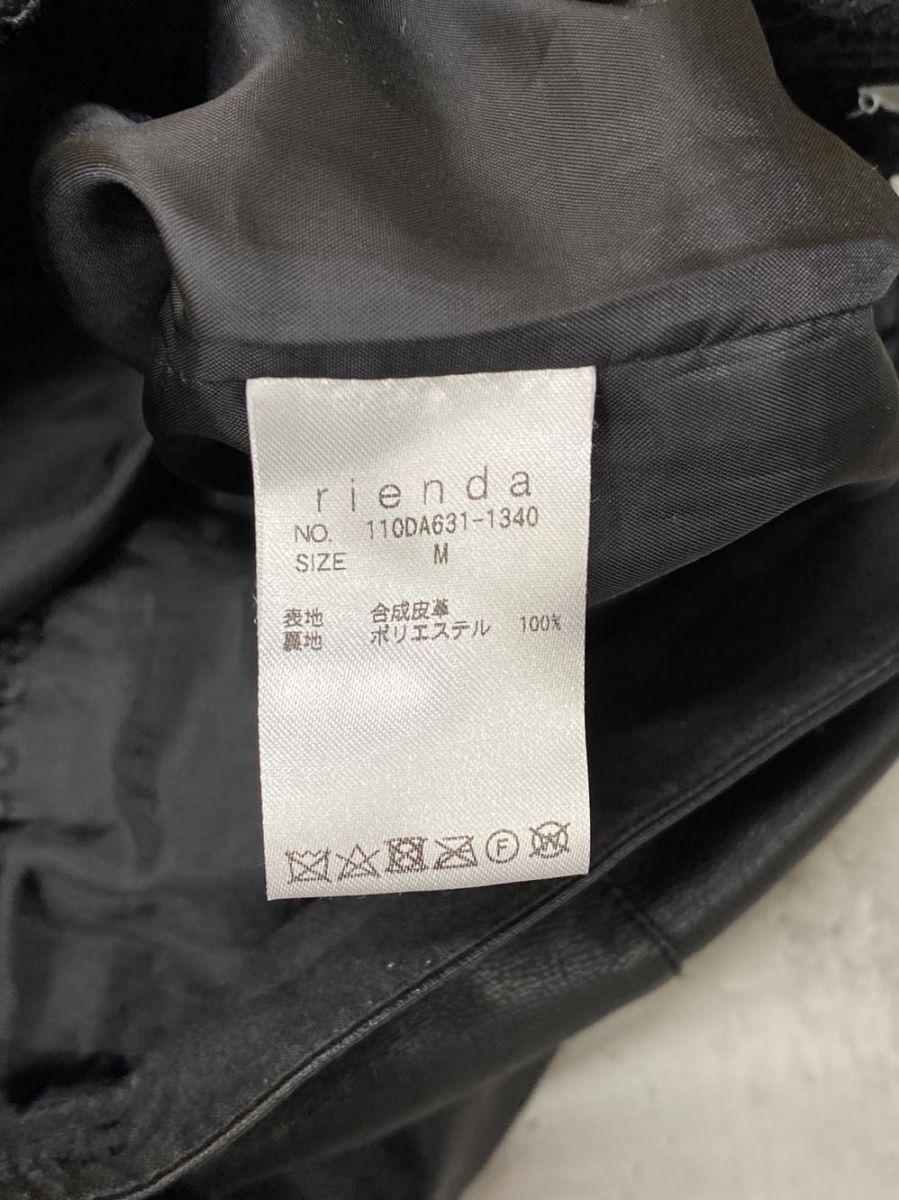 rienda
NO. 110DA631-1340
SIZE M
表地 合成皮革
裏地 ポリエステル 100%
F W